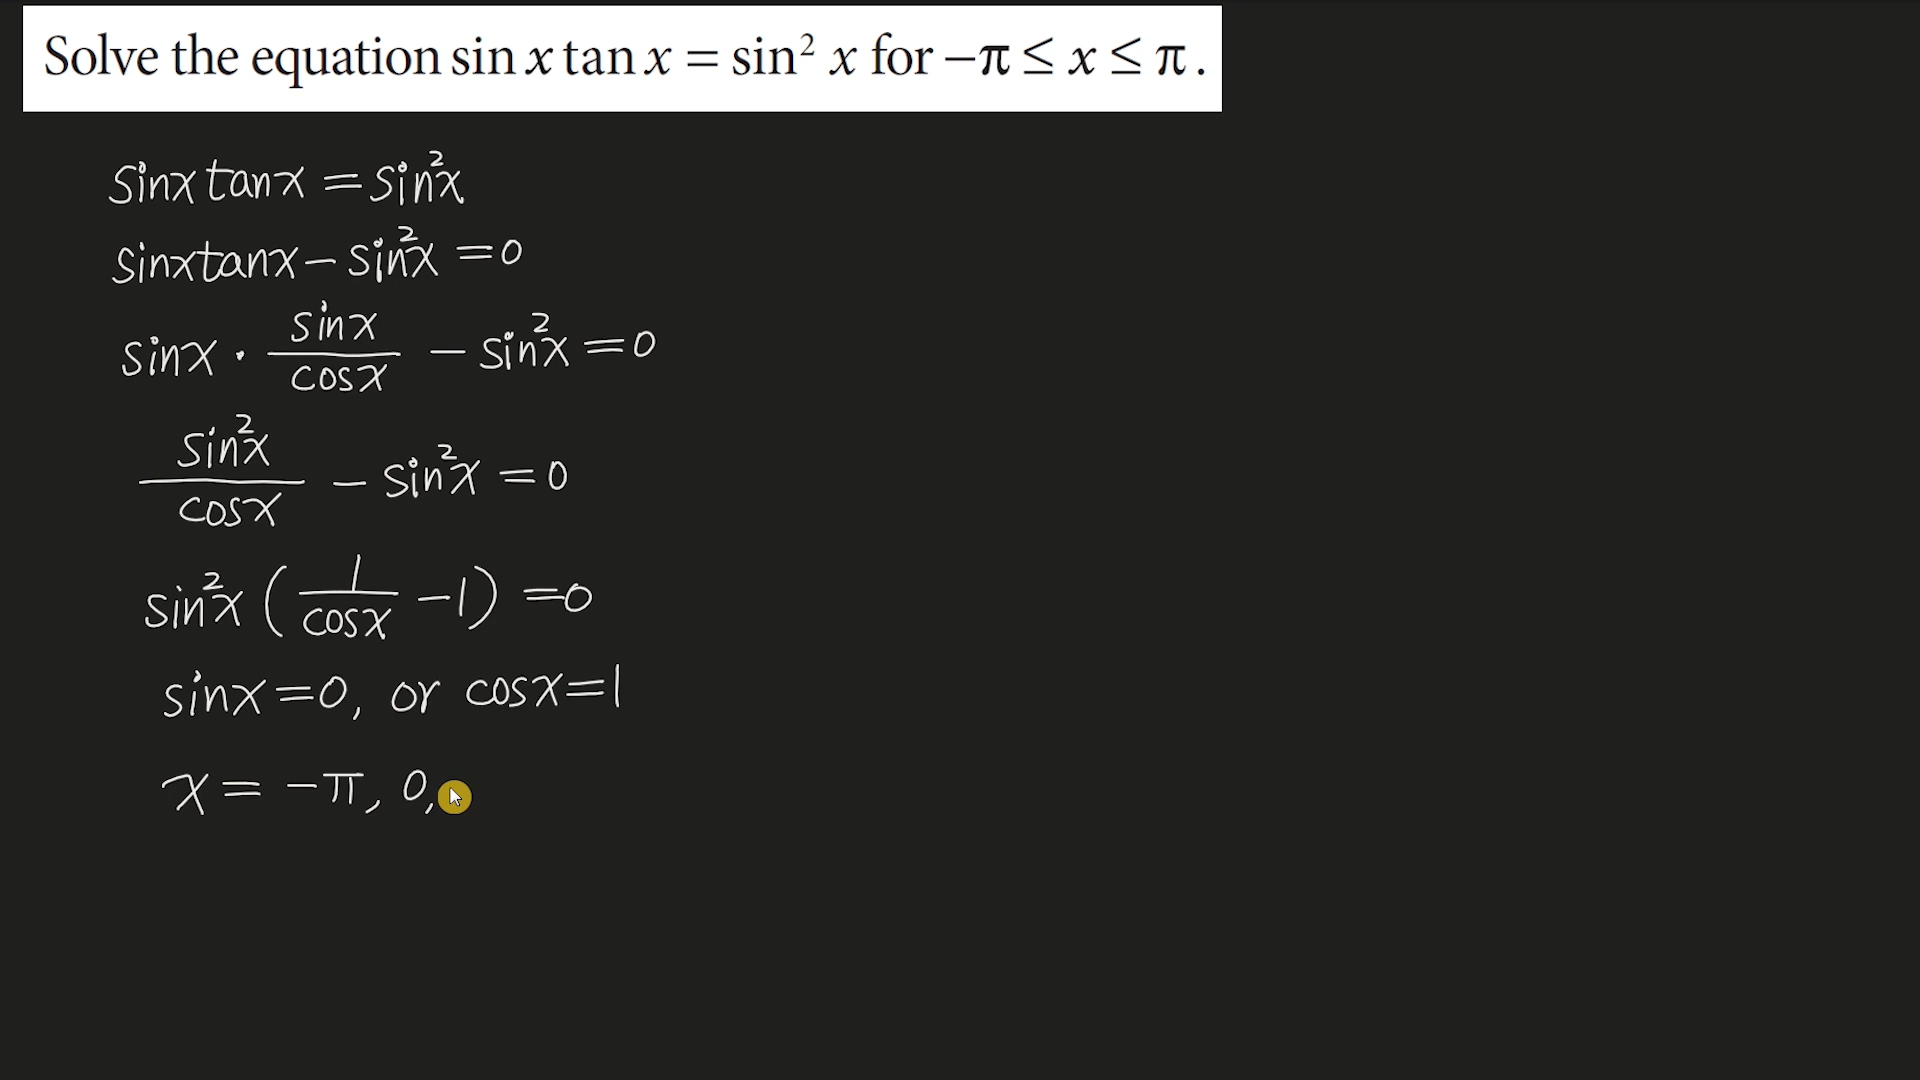 Solve the equation sin x tan x = sin² x for −π ≤ x ≤ π.
sinx tanx = sin²x
sinxtanx − sin²x = 0
sinx · sinx/cosx − sin²x = 0
sin²x/cosx − sin²x = 0
sin²x (1/cosx − 1) = 0
sinx = 0, or cosx = 1
x = −π, 0,